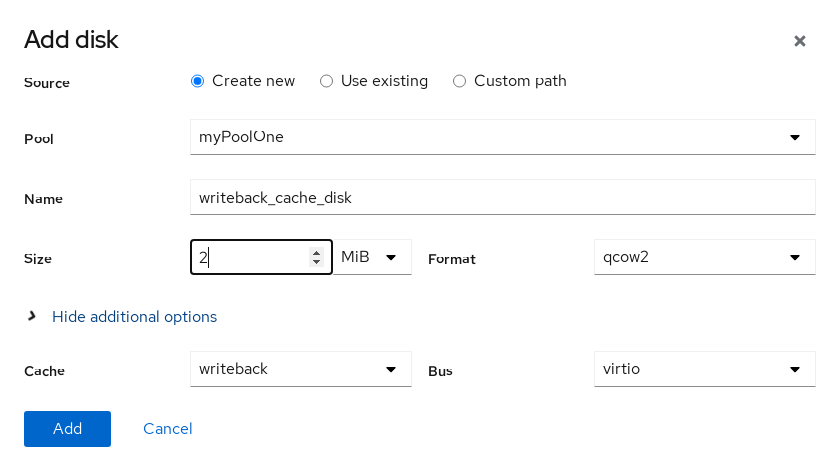 Add disk
Source Create new Use existing Custom path
Pool myPoolOne
Name writeback_cache_disk
Size 2 MiB Format qcow2
Hide additional options
Cache writeback Bus virtio
Add Cancel